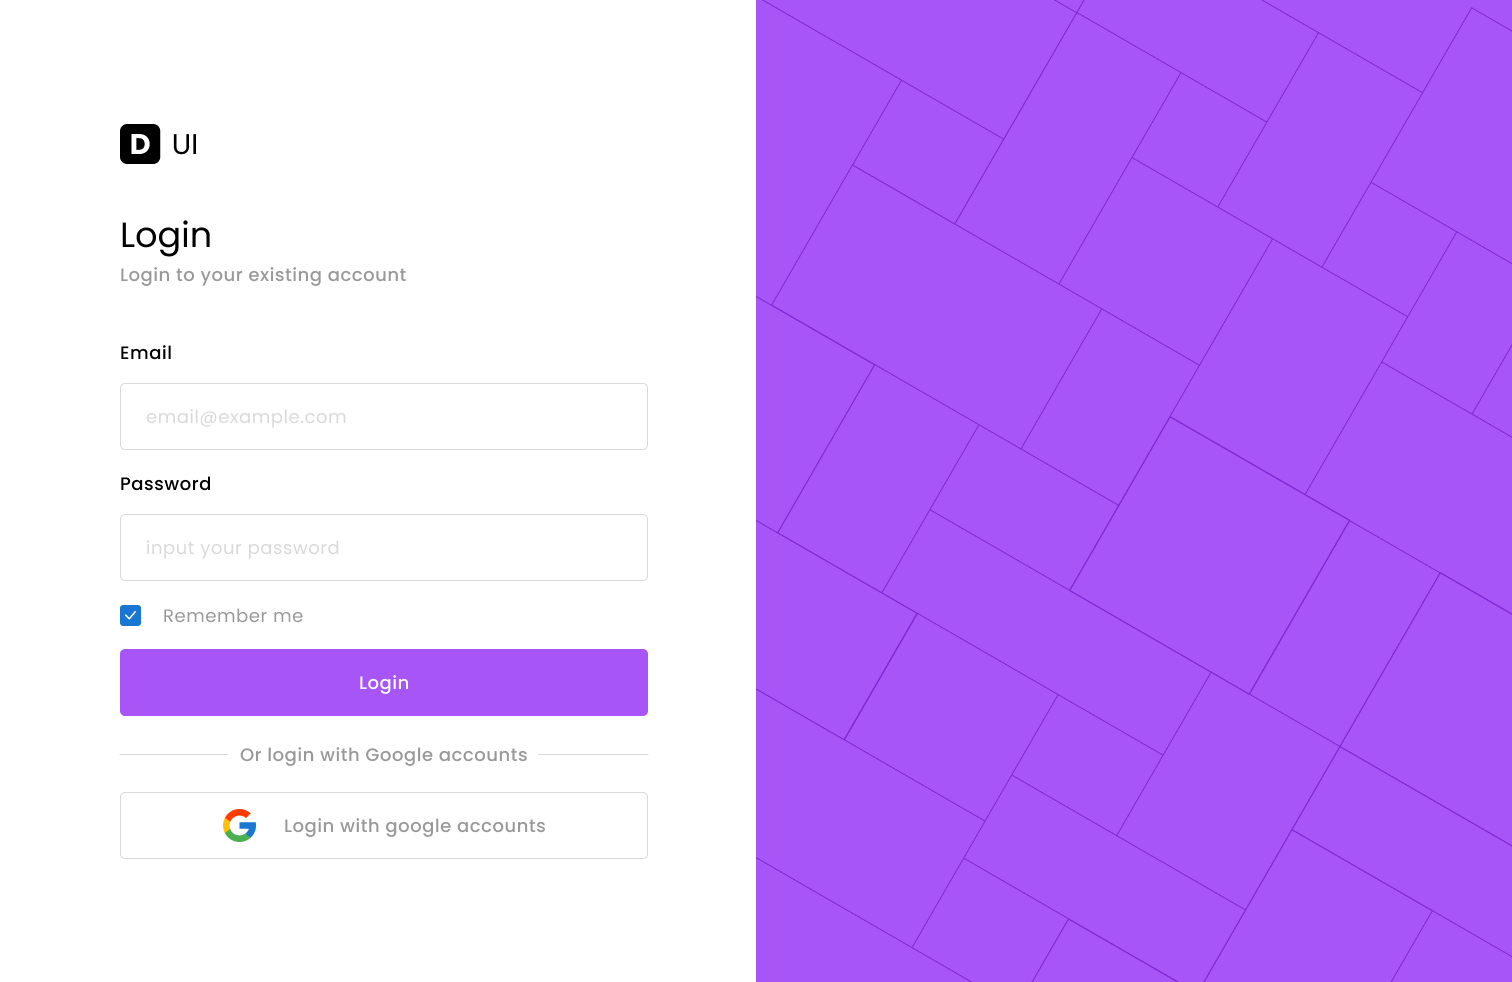 D UI
Login
Login to your existing account
Email
email@example.com
Password
input your password
Remember me
Login
Or login with Google accounts
Login with google accounts